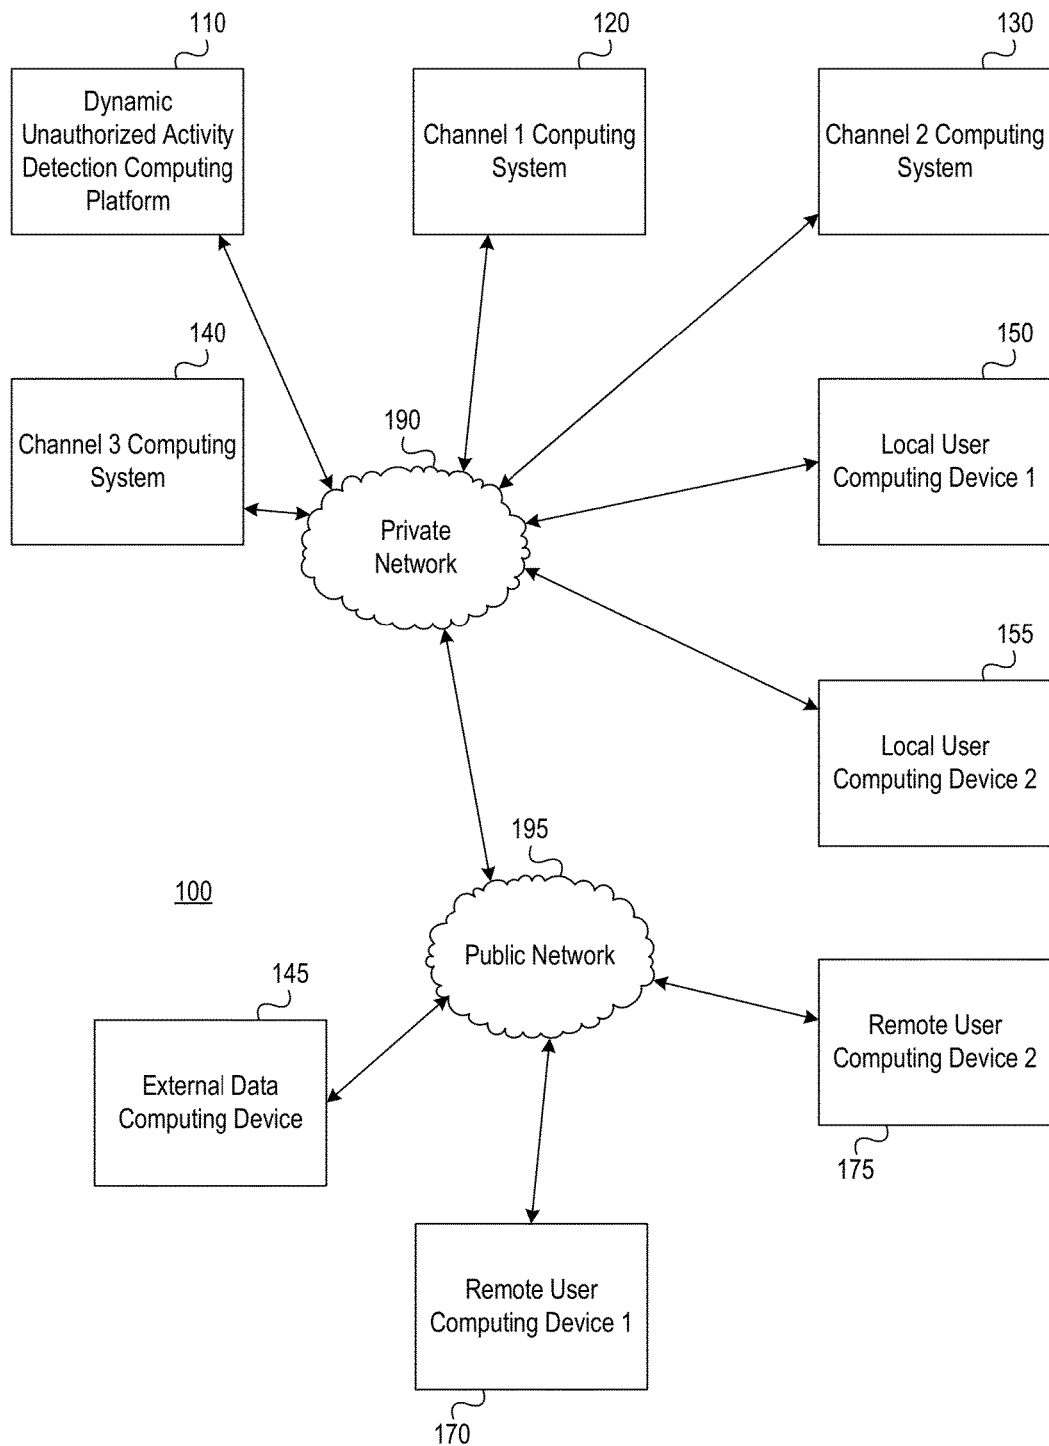 110
120
130
Dynamic
Unauthorized Activity
Detection Computing
Platform
Channel 1 Conputing
System
Channel 2 Computing
System
140
150
190
Channel 3 Computing
System
Local User
Computing Device 1
Private
Network
155
Local User
Computing Device 2
195
100
Public Network
145
External Data
Computing Device
Remote User
Computing Device 2
175
Remote User
Computing Device 1
170